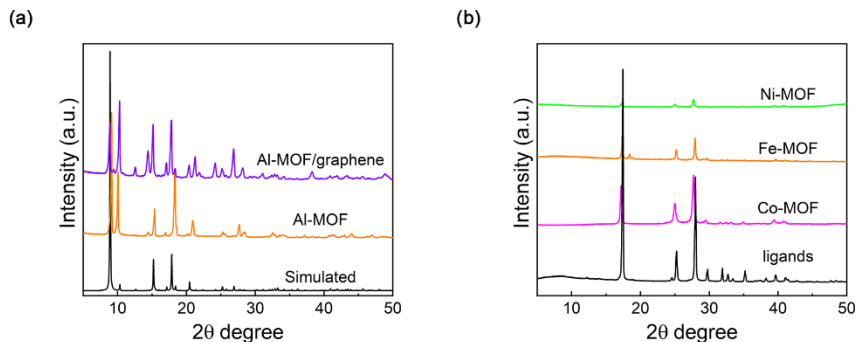 (a)
Intensity (a.u.)
Al-MOF/graphene
Al-MOF
Simulated
10 20 30 40 50
2θ degree
(b)
Intensity (a.u.)
Ni-MOF
Fe-MOF
Co-MOF
ligands
10 20 30 40 50
2θ degree